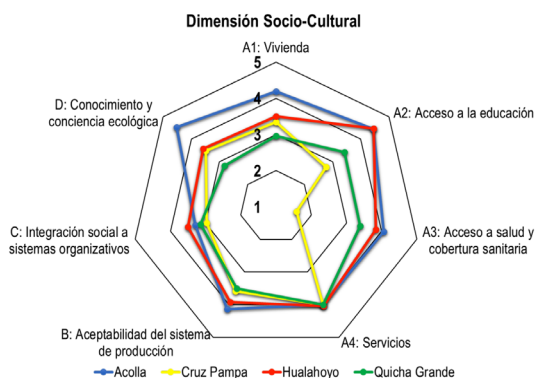 Dimensión Socio-Cultural
A1: Vivienda
5
4
3
2
1
D: Conocimiento y
conciencia ecológica
A2: Acceso a la educación
C: Integración social a
sistemas organizativos
A3: Acceso a salud y
cobertura sanitaria
B: Aceptabilidad del sistema
de producción
A4: Servicios
Acolla
Cruz Pampa
Hualahoyo
Quicha Grande